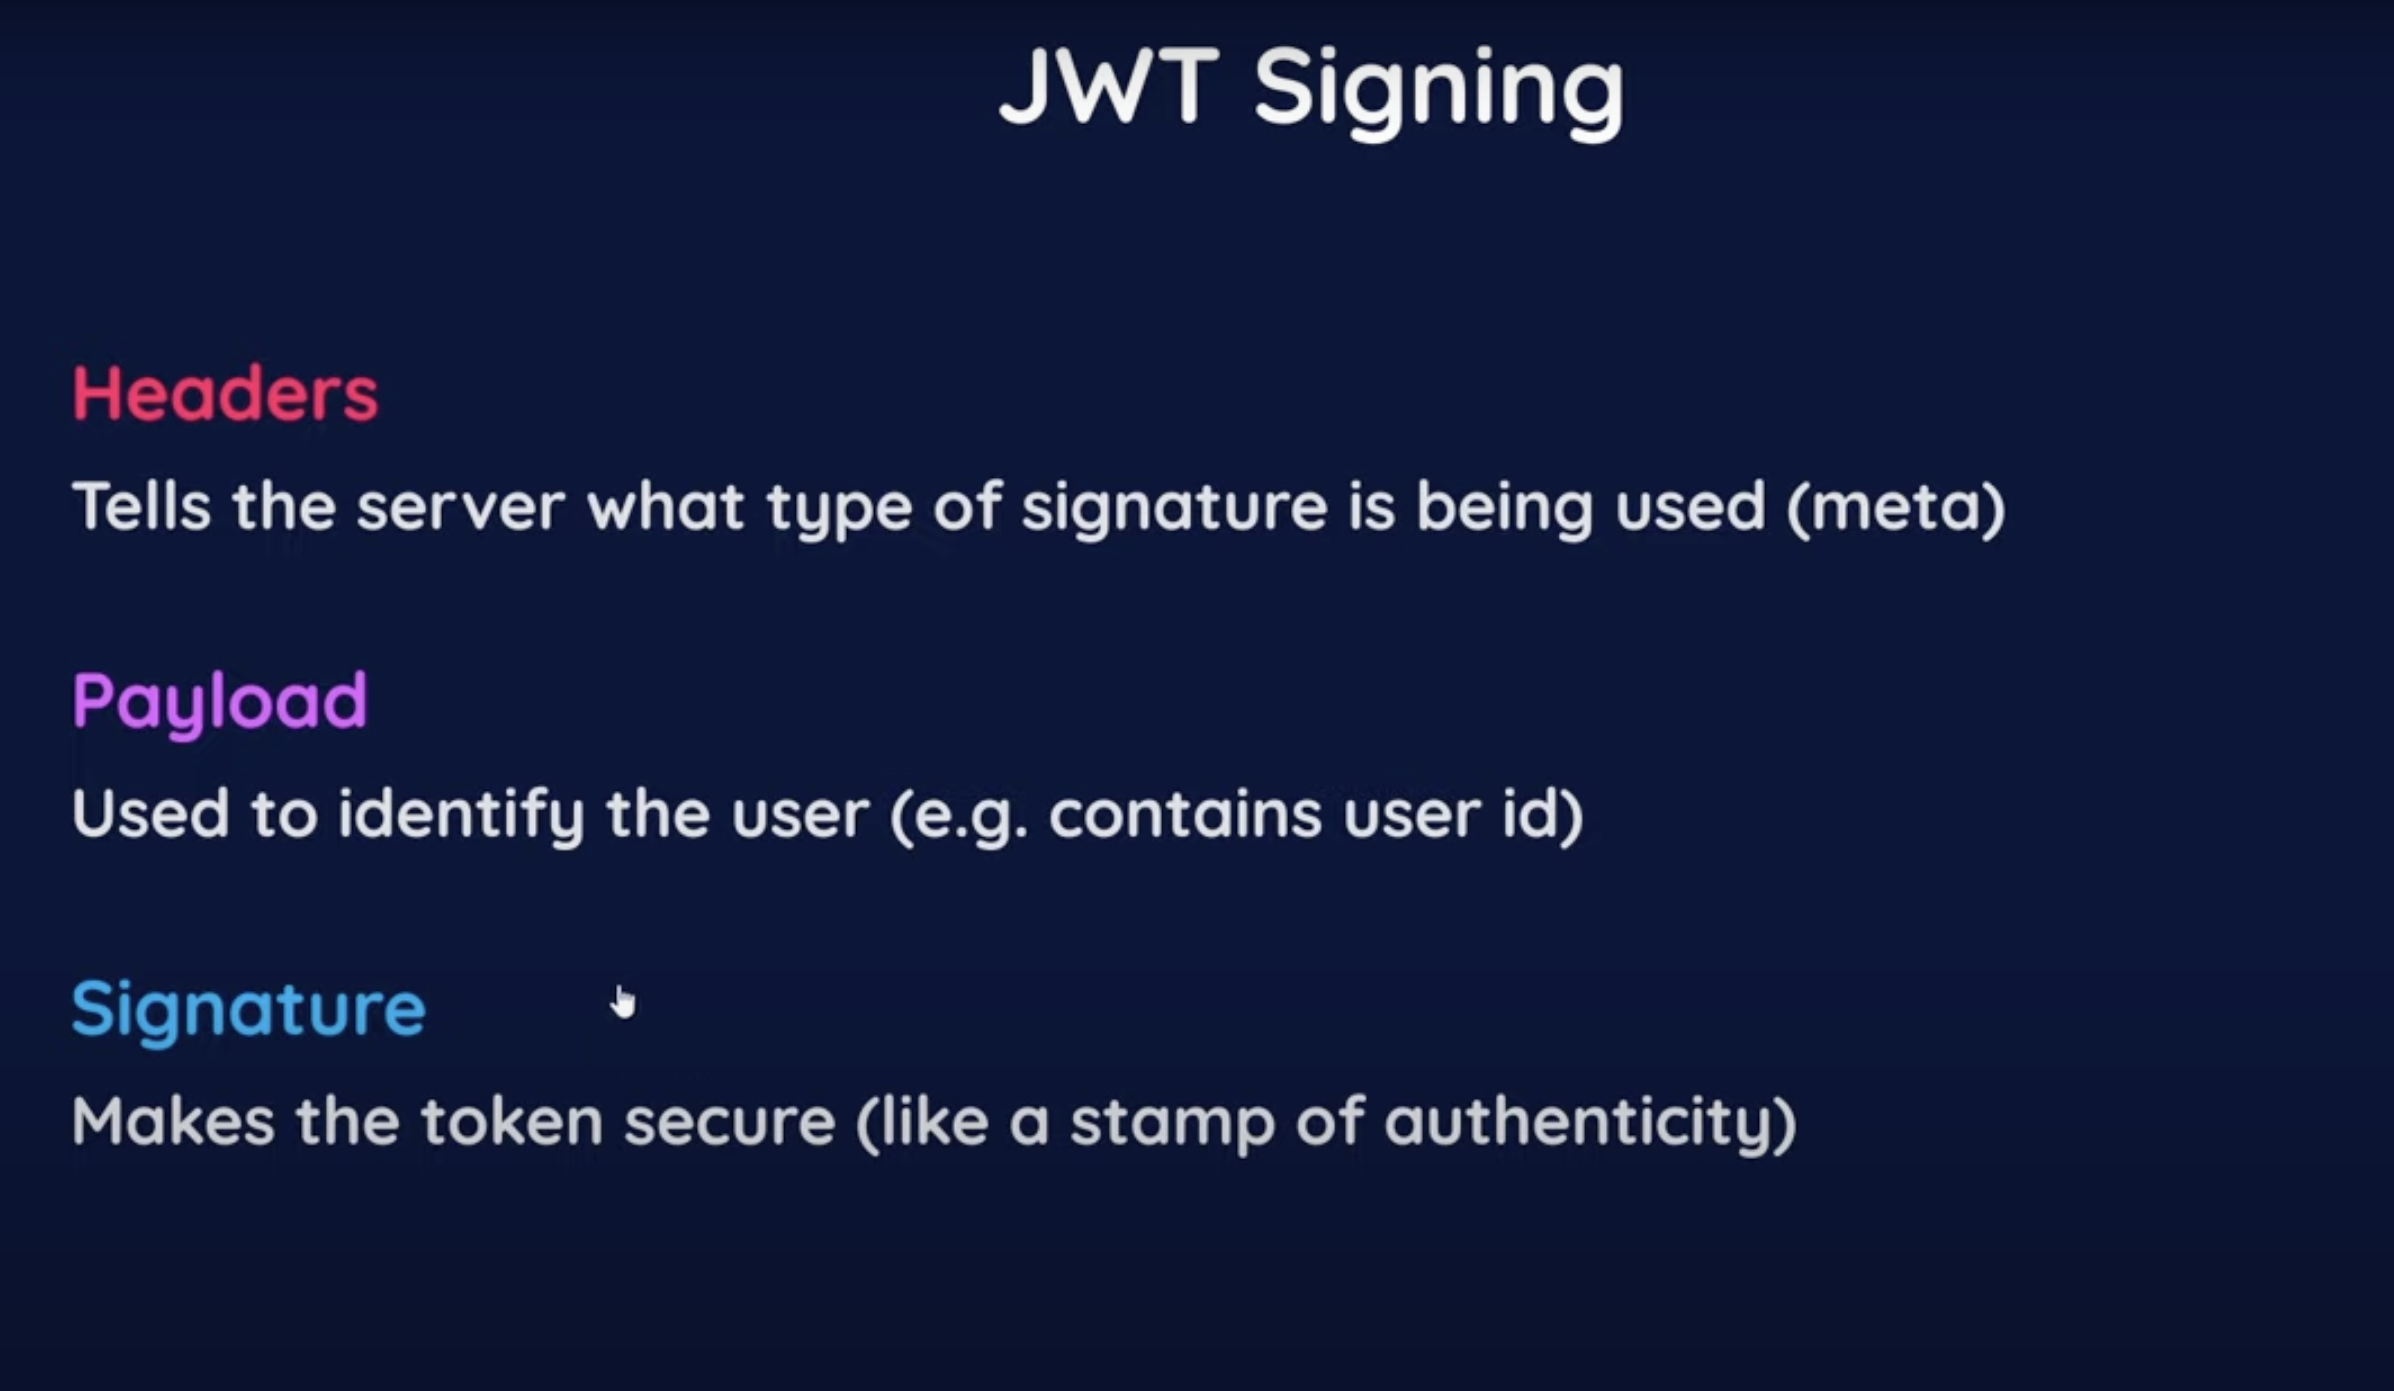 JWT Signing
Headers
Tells the server what type of signature is being used (meta)
Payload
Used to identify the user (e.g. contains user id)
Signature
Makes the token secure (like a stamp of authenticity)